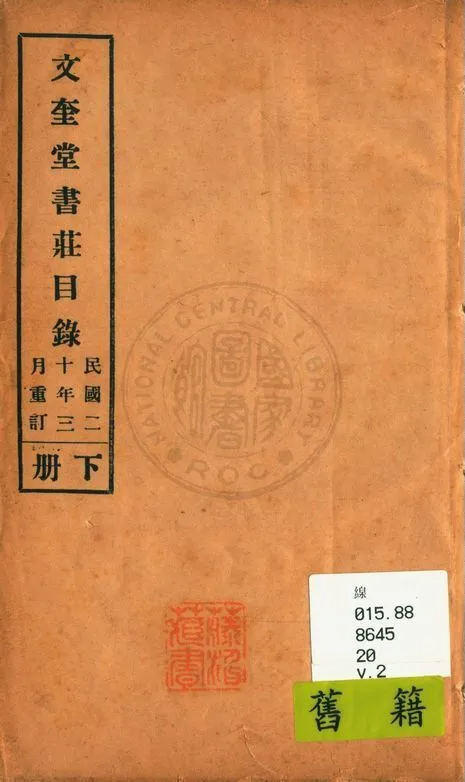 文奎堂書莊目錄
民國二
十年三
月重訂
下册
NATIONAL CENTRAL LIBRARY
ROC
國家
圖書
館
線
015.88
8645
20
v.2
舊籍